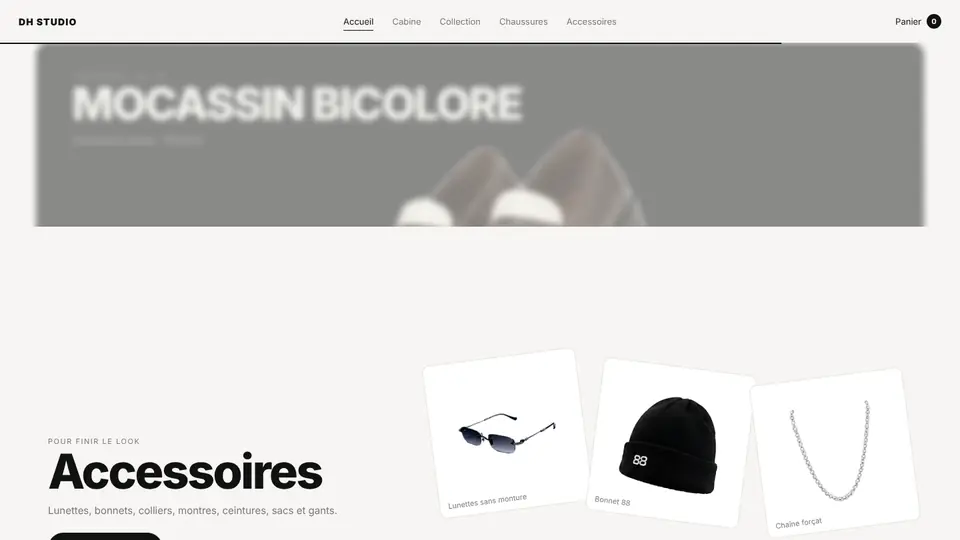 DH STUDIO
Accueil Cabine Collection Chaussures Accessoires
Panier 0
MOCASSIN BICOLORE
POUR FINIR LE LOOK
Accessoires
Lunettes, bonnets, colliers, montres, ceintures, sacs et gants.
Lunettes sans monture
88
Bonnet 88
Chaîne forçat